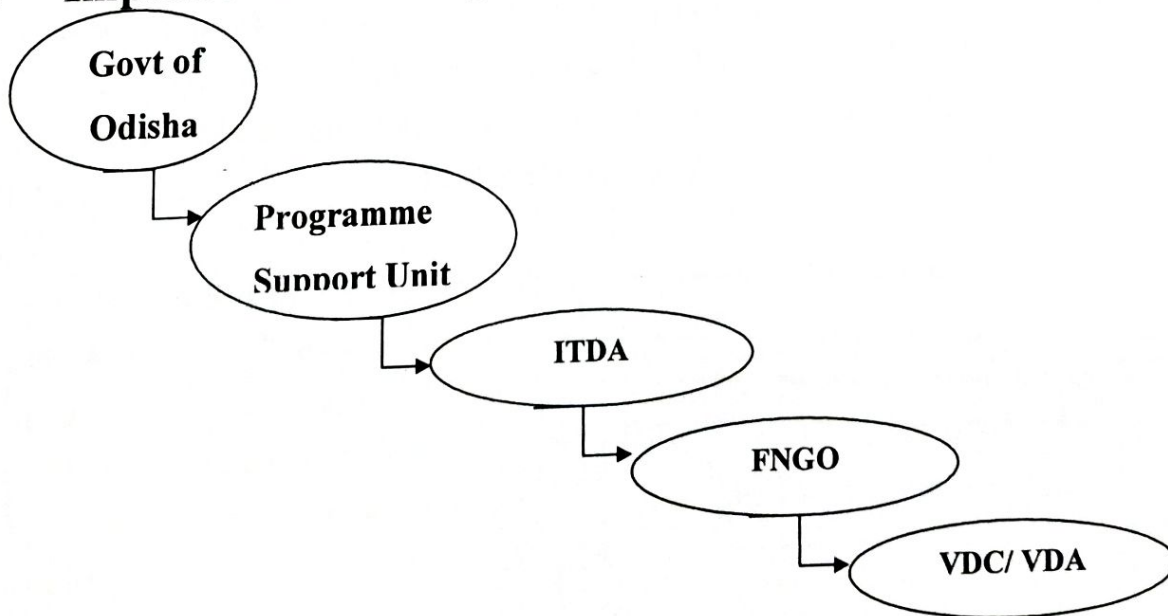 Govt of
Odisha
Programme
Support Unit
ITDA
FNGO
VDC/ VDA